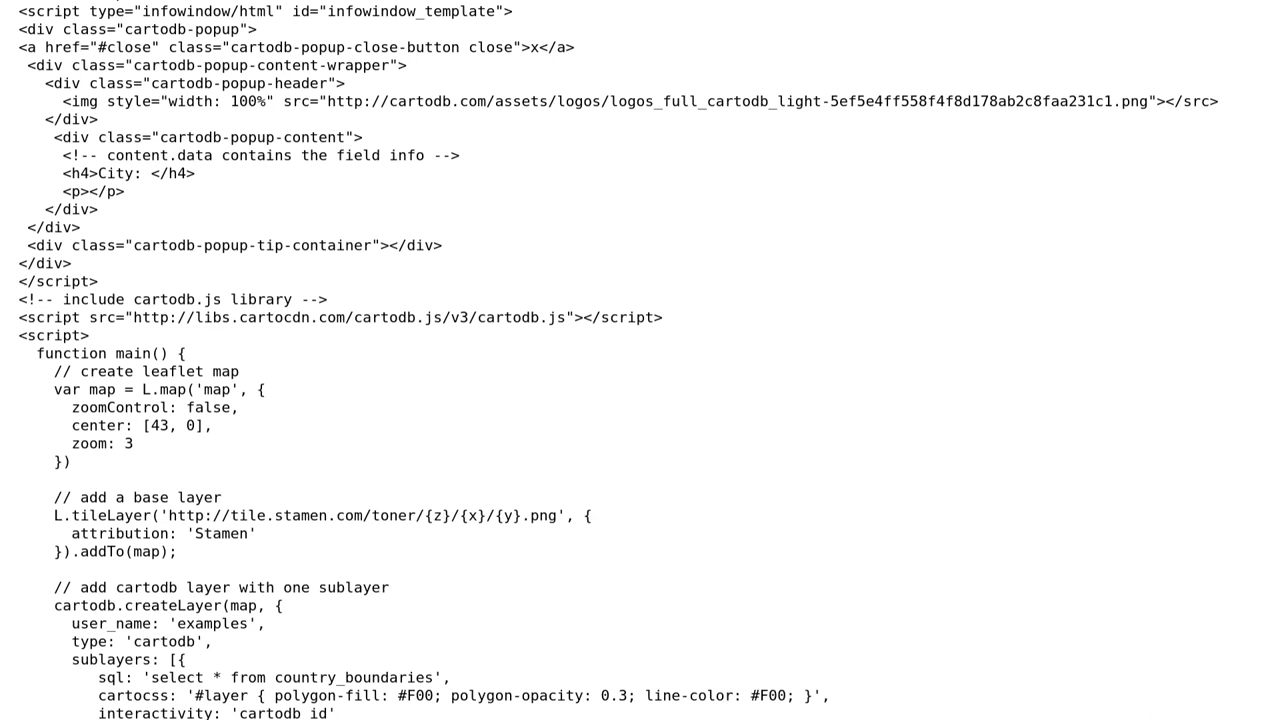 <script type="infowindow/html" id="infowindow_template">
<div class="cartodb-popup">
<a href="#close" class="cartodb-popup-close-button close">x</a>
<div class="cartodb-popup-content-wrapper">
<div class="cartodb-popup-header">
<img style="width: 100%" src="http://cartodb.com/assets/logos/logos_full_cartodb_light-5ef5e4ff558f4f8d178ab2c8faa231c1.png"></src>
</div>
<div class="cartodb-popup-content">
<!-- content.data contains the field info -->
<h4>City: </h4>
<p></p>
</div>
</div>
<div class="cartodb-popup-tip-container"></div>
</div>
</script>
<!-- include cartodb.js library -->
<script src="http://libs.cartocdn.com/cartodb.js/v3/cartodb.js"></script>
<script>
function main() {
// create leaflet map
var map = L.map('map', {
zoomControl: false,
center: [43, 0],
zoom: 3
})
// add a base layer
L.tileLayer('http://tile.stamen.com/toner/{z}/{x}/{y}.png', {
attribution: 'Stamen'
}).addTo(map);
// add cartodb layer with one sublayer
cartodb.createLayer(map, {
user_name: 'examples',
type: 'cartodb',
sublayers: [{
sql: 'select * from country_boundaries',
cartocss: '#layer { polygon-fill: #F00; polygon-opacity: 0.3; line-color: #F00; }',
interactivity: 'cartodb_id'